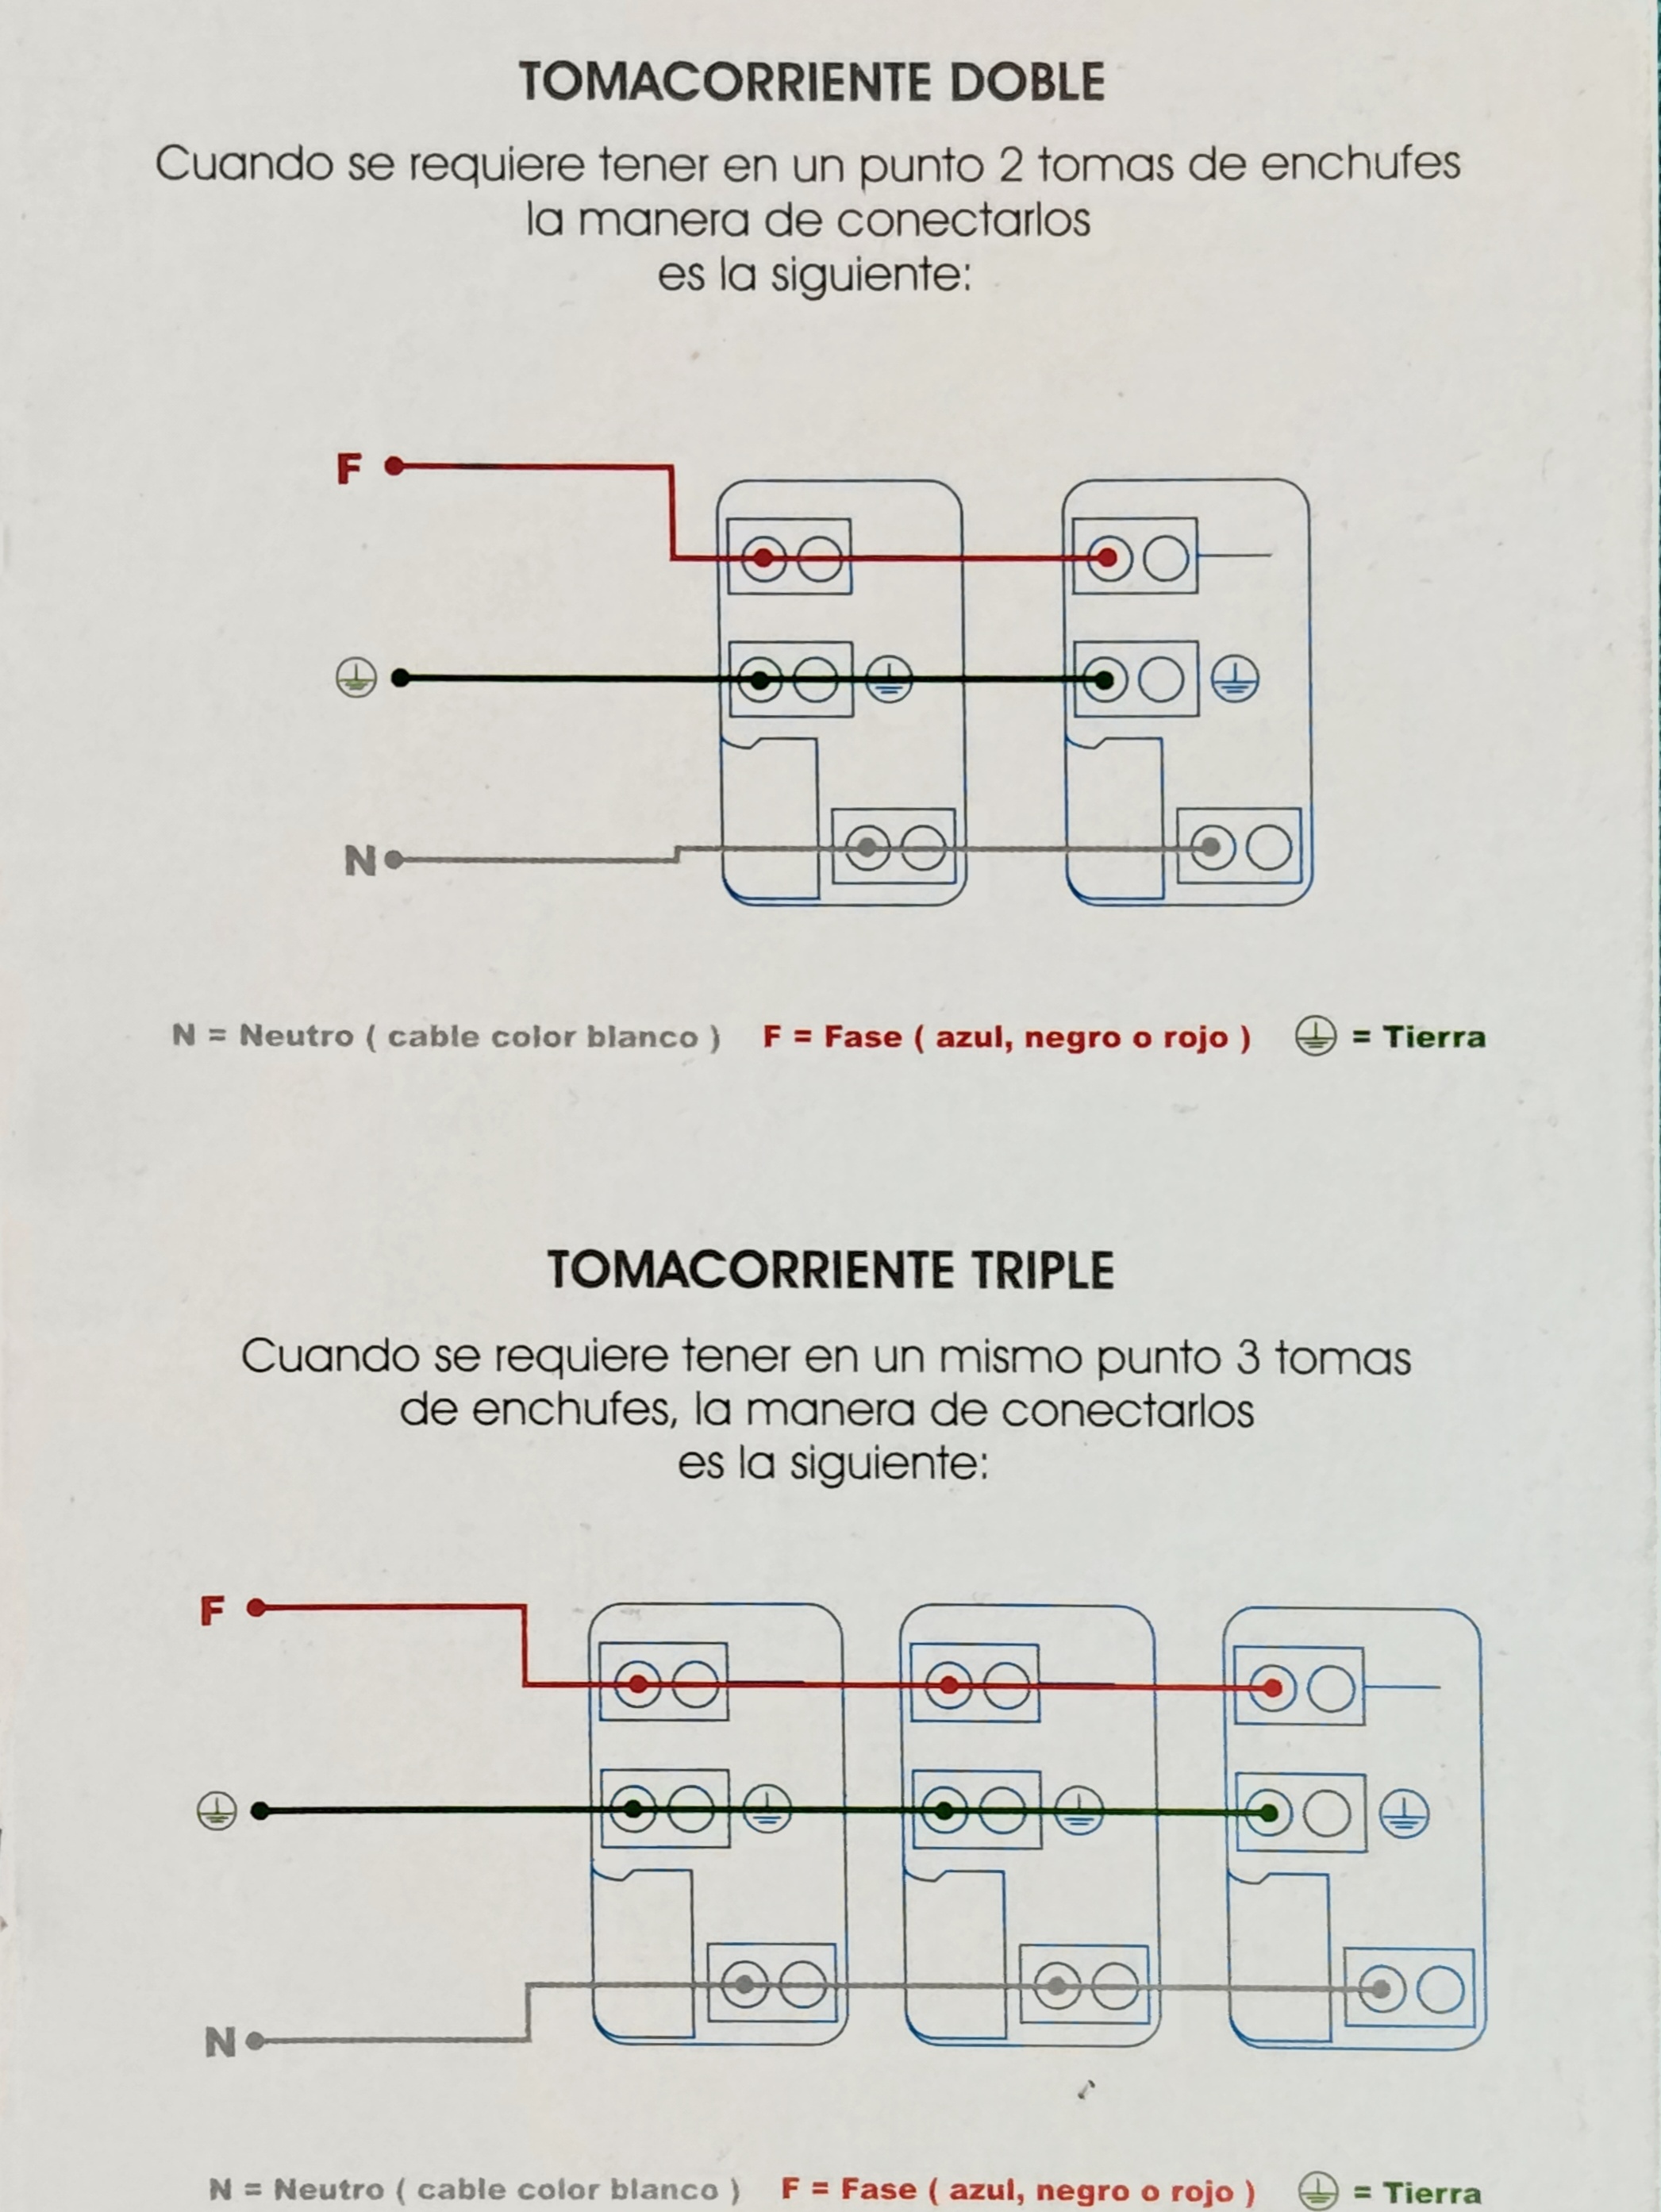 TOMACORRIENTE DOBLE
Cuando se requiere tener en un punto 2 tomas de enchufes
la manera de conectarlos
es la siguiente:
F
N
N = Neutro ( cable color blanco ) F = Fase ( azul, negro o rojo ) = Tierra
TOMACORRIENTE TRIPLE
Cuando se requiere tener en un mismo punto 3 tomas
de enchufes, la manera de conectarlos
es la siguiente:
F
N
N = Neutro ( cable color blanco ) F = Fase ( azul, negro o rojo ) = Tierra